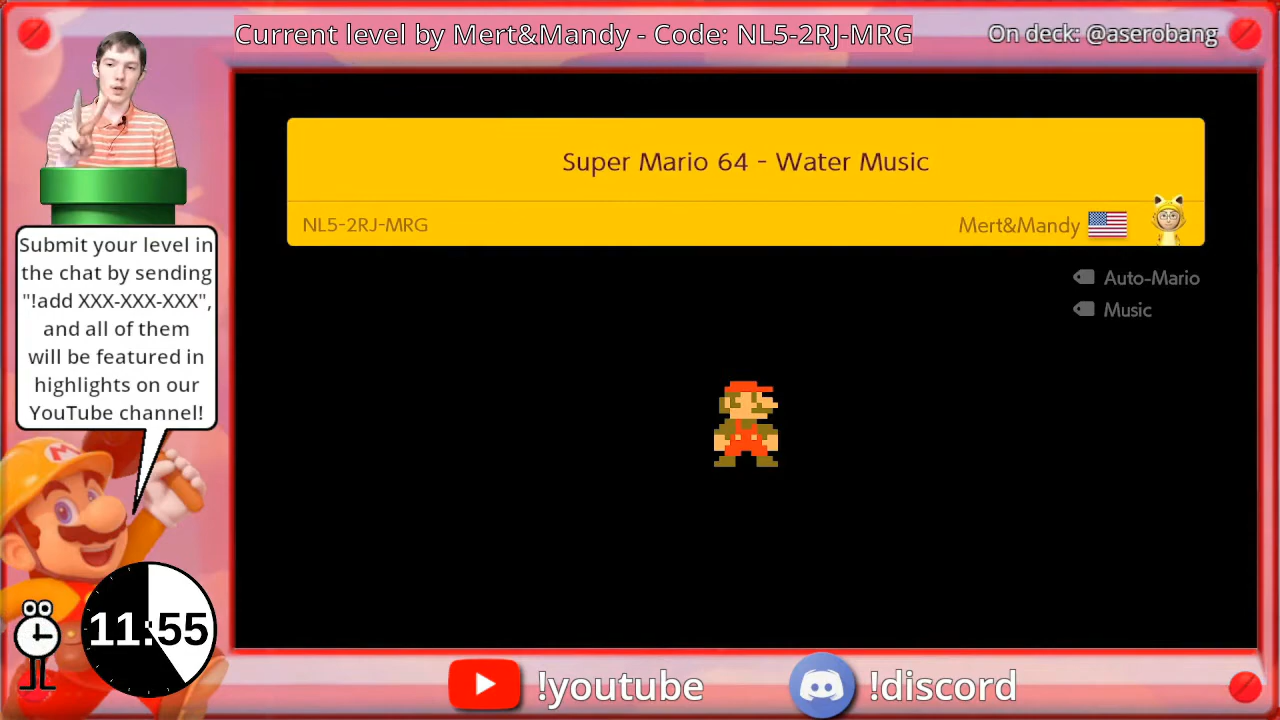 Current level by Mert&Mandy - Code: NL5-2RJ-MRG
On deck: @aserobang
Super Mario 64 - Water Music
NL5-2RJ-MRG
Mert&Mandy
Auto-Mario
Music
Submit your level in
the chat by sending
"!add XXX-XXX-XXX",
and all of them
will be featured in
highlights on our
YouTube channel!
M
11:55
!youtube
!discord